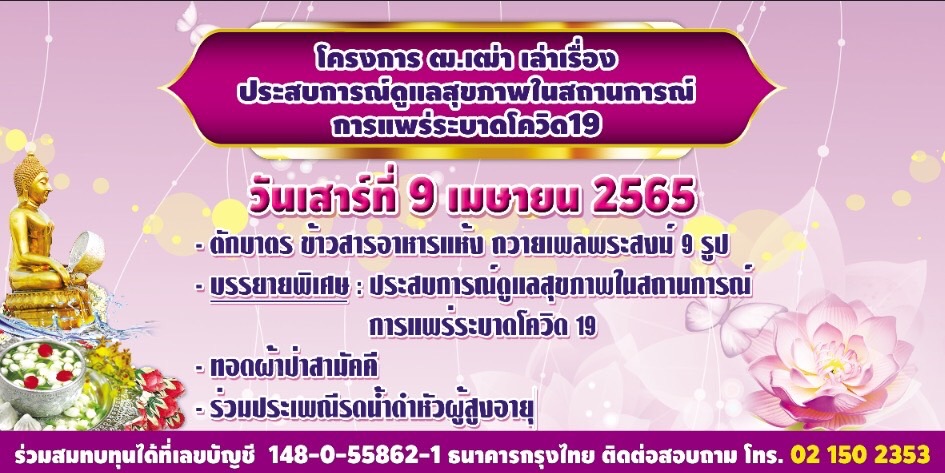 โครงการ ฒ.เฒ่า เล่าเรื่อง
ประสบการณ์ดูแลสุขภาพในสถานการณ์
การแพร่ระบาดโควิด19
วันเสาร์ที่ 9 เมษายน 2565
- ตักบาตร ข้าวสารอาหารแห้ง ถวายเพลพระสงฆ์ 9 รูป
- บรรยายพิเศษ : ประสบการณ์ดูแลสุขภาพในสถานการณ์
การแพร่ระบาดโควิด 19
- ทอดผ้าป่าสามัคคี
- ร่วมประเพณีรดน้ำดำหัวผู้สูงอายุ
ร่วมสมทบทุนได้ที่เลขบัญชี 148-0-55862-1 ธนาคารกรุงไทย ติดต่อสอบถาม โทร. 02 150 2353